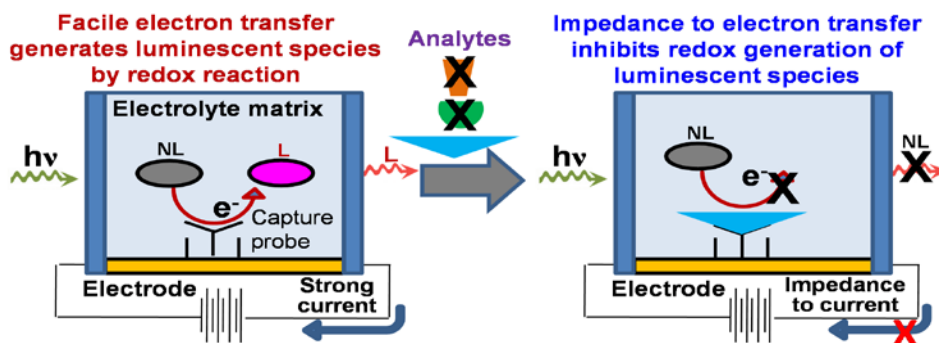 Facile electron transfer
generates luminescent species
by redox reaction
Electrolyte matrix
hν
NL
L
e-
Capture
probe
L
Electrode
Strong
current
Analytes
X
X
Impedance to electron transfer
inhibits redox generation of
luminescent species
hν
NL
e-
X
NL
X
Electrode
Impedance
to current
X